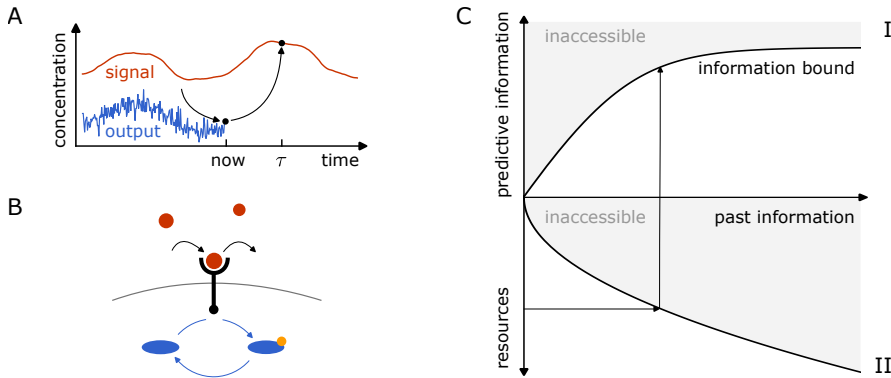 A
concentration
signal
output
now
τ
time
B
C
I
inaccessible
information bound
predictive information
inaccessible
past information
resources
II